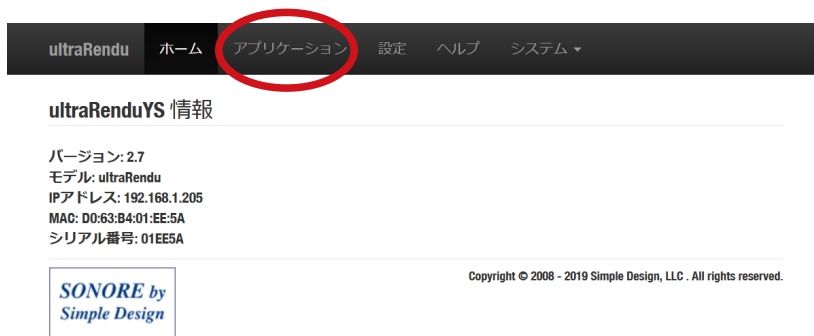 ultraRendu ホーム アプリケーション 設定 ヘルプ システム
ultraRenduYS 情報
バージョン: 2.7
モデル: ultraRendu
IPアドレス: 192.168.1.205
MAC: D0:63:B4:01:EE:5A
シリアル番号: 01EE5A
Copyright © 2008 - 2019 Simple Design, LLC . All rights reserved.
SONORE by
Simple Design